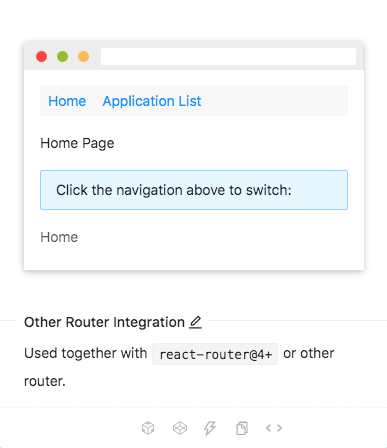 Home Application List
Home Page
Click the navigation above to switch:
Home
Other Router Integration
Used together with react-router@4+ or other
router.